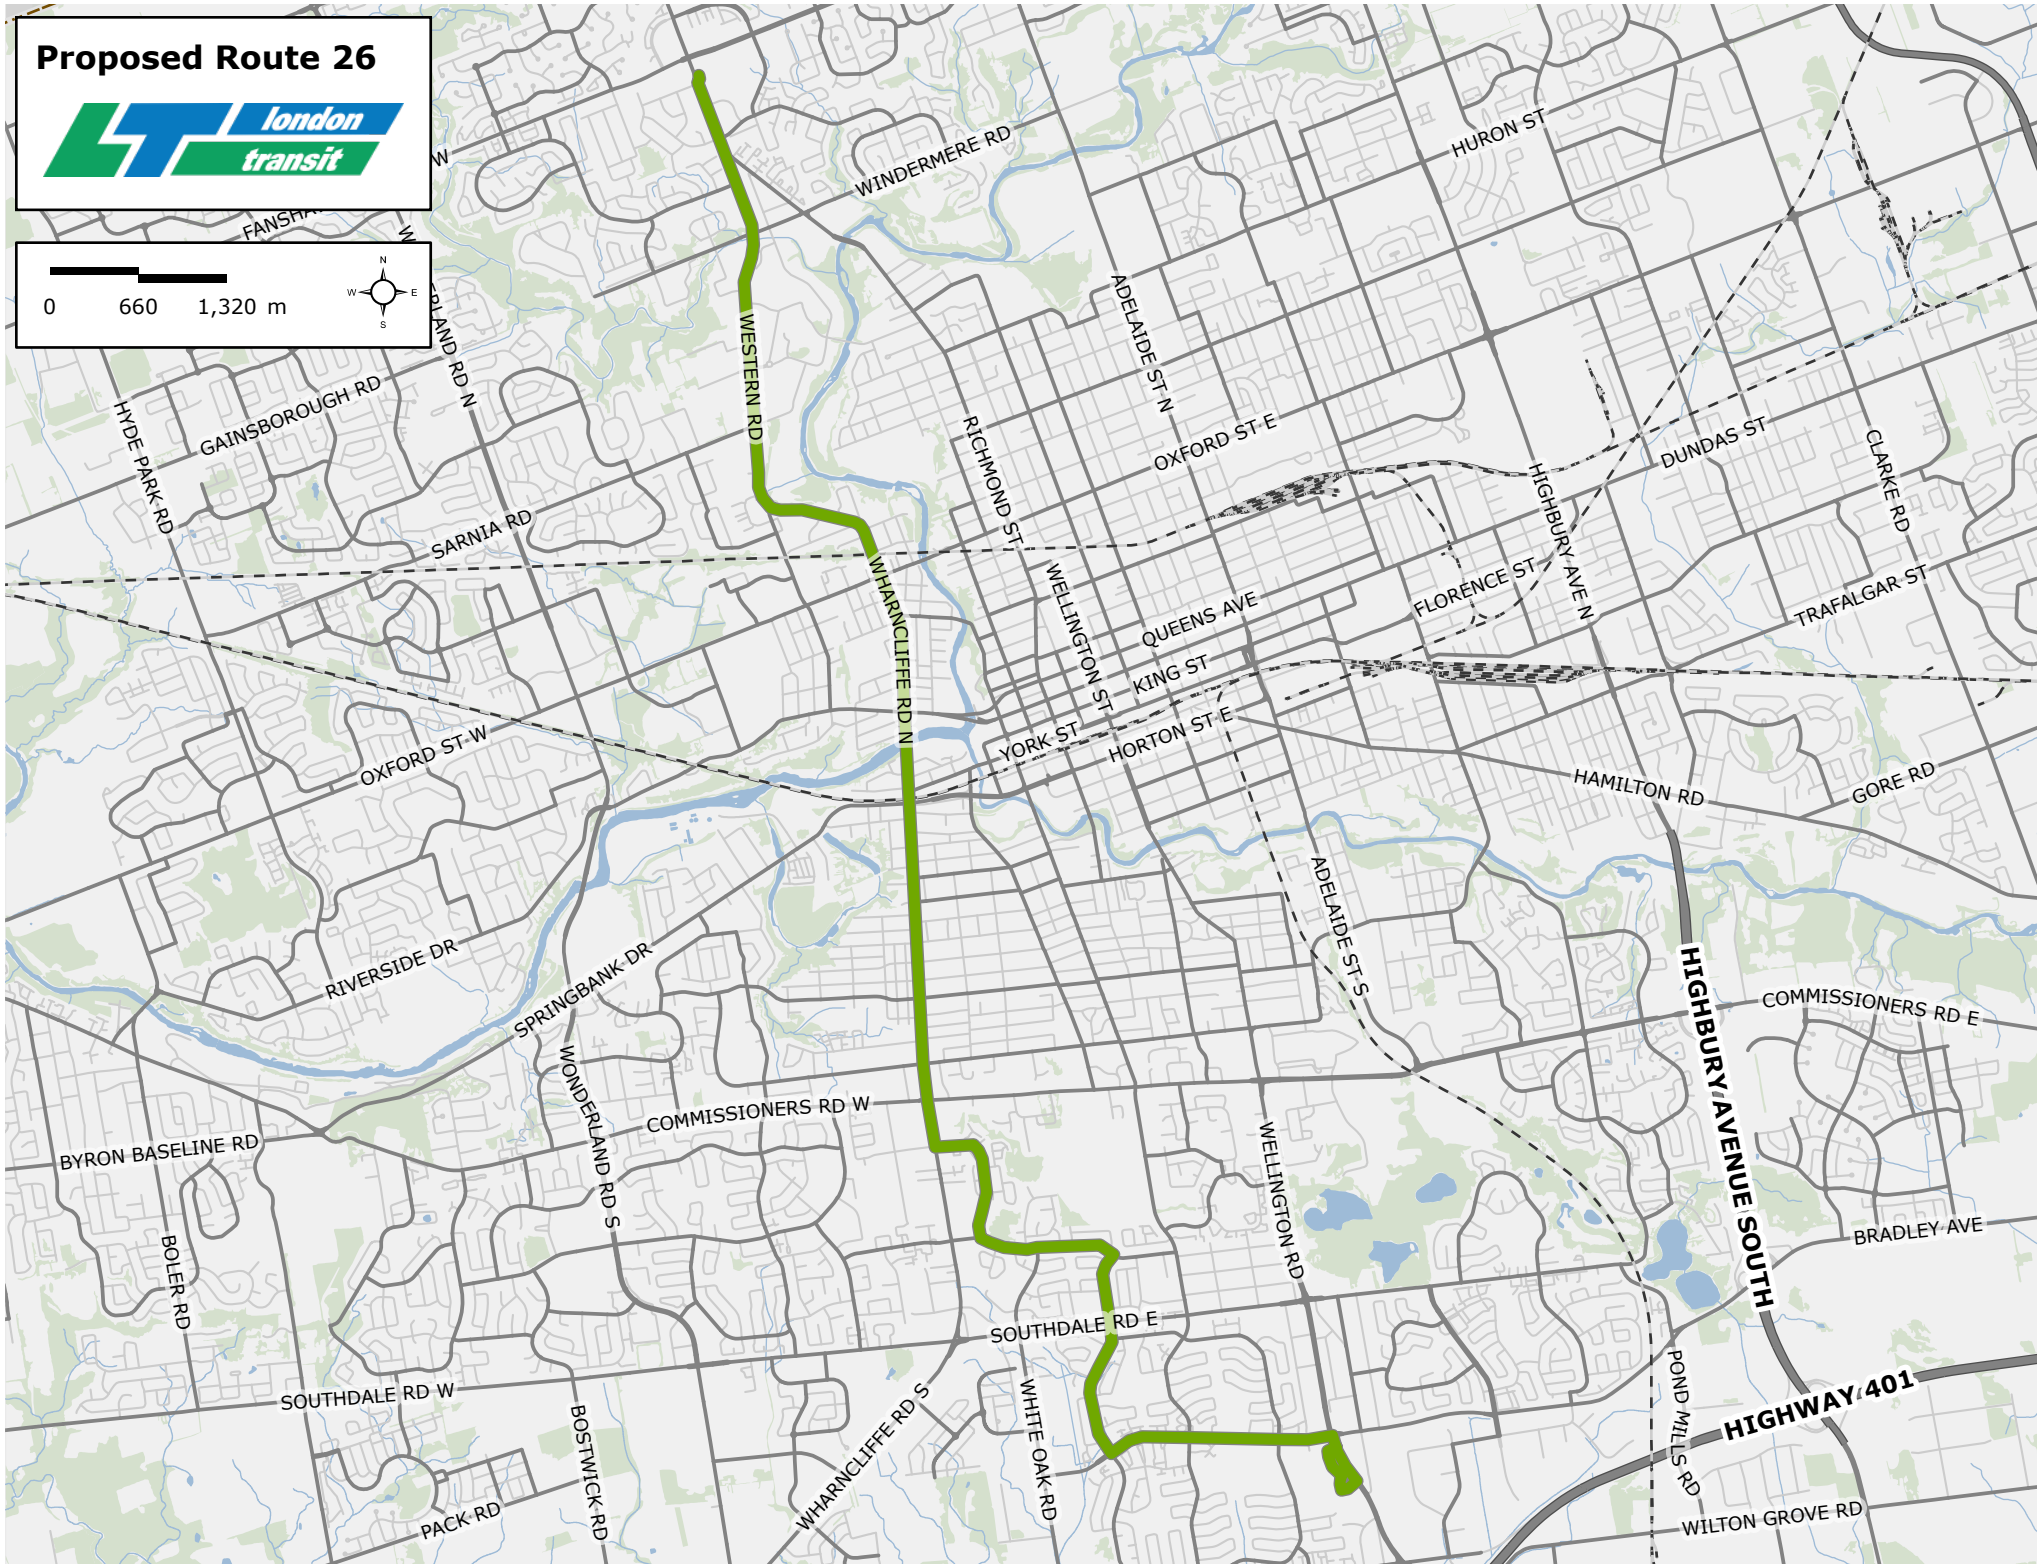 Proposed Route 26
london
transit
N
W E
S
0 660 1,320 m
W
WINDERMERE RD
HURON ST
GAINSBOROUGH RD
HYDE PARK RD
WESTERN RD
ADELAIDE ST N
RICHMOND ST
OXFORD ST E
DUNDAS ST
CLARKE RD
HIGHBURY AVE N
SARNIA RD
WHARNCLIFFE RD N
WELLINGTON ST
QUEENS AVE
KING ST
FLORENCE ST
TRAFALGAR ST
OXFORD ST W
YORK ST
HORTON ST E
HAMILTON RD
GORE RD
RIVERSIDE DR
SPRINGBANK DR
ADELAIDE ST S
HIGHBURY AVENUE SOUTH
COMMISSIONERS RD E
WONDERLAND RD S
COMMISSIONERS RD W
BYRON BASELINE RD
WELLINGTON RD
BOLER RD
BRADLEY AVE
SOUTHDALE RD E
SOUTHDALE RD W
BOSTWICK RD
WHARNCLIFFE RD S
WHITE OAK RD
POND MILLS RD
HIGHWAY 401
PACK RD
WILTON GROVE RD